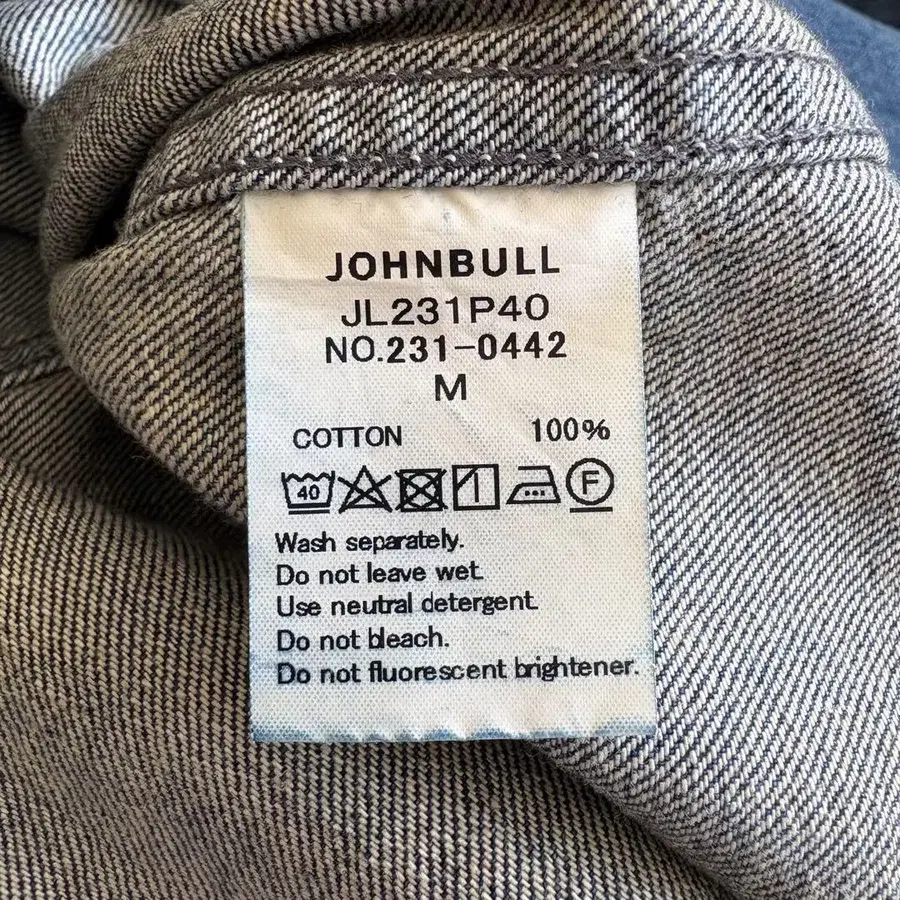 JOHNBULL
JL231P40
NO.231-0442
M
COTTON 100%
40 F
Wash separately.
Do not leave wet.
Use neutral detergent.
Do not bleach.
Do not fluorescent brightener.